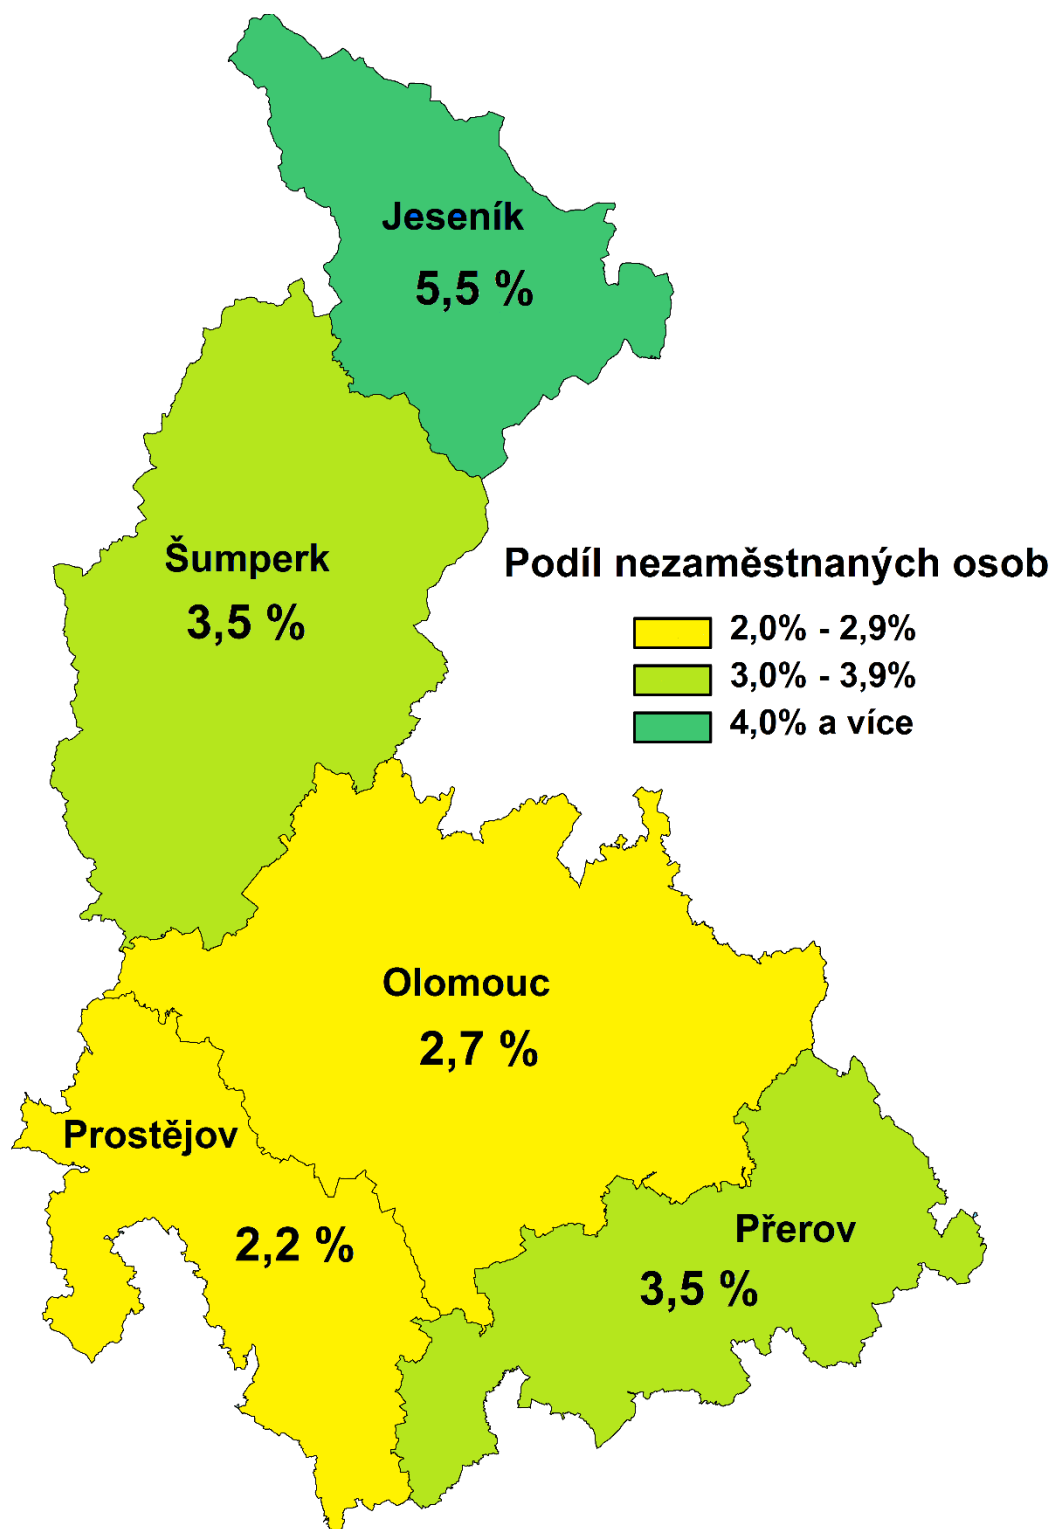 Jeseník
5,5 %
Šumperk
3,5 %
Podíl nezaměstnaných osob
2,0% - 2,9%
3,0% - 3,9%
4,0% a více
Olomouc
2,7 %
Prostějov
2,2 %
Přerov
3,5 %